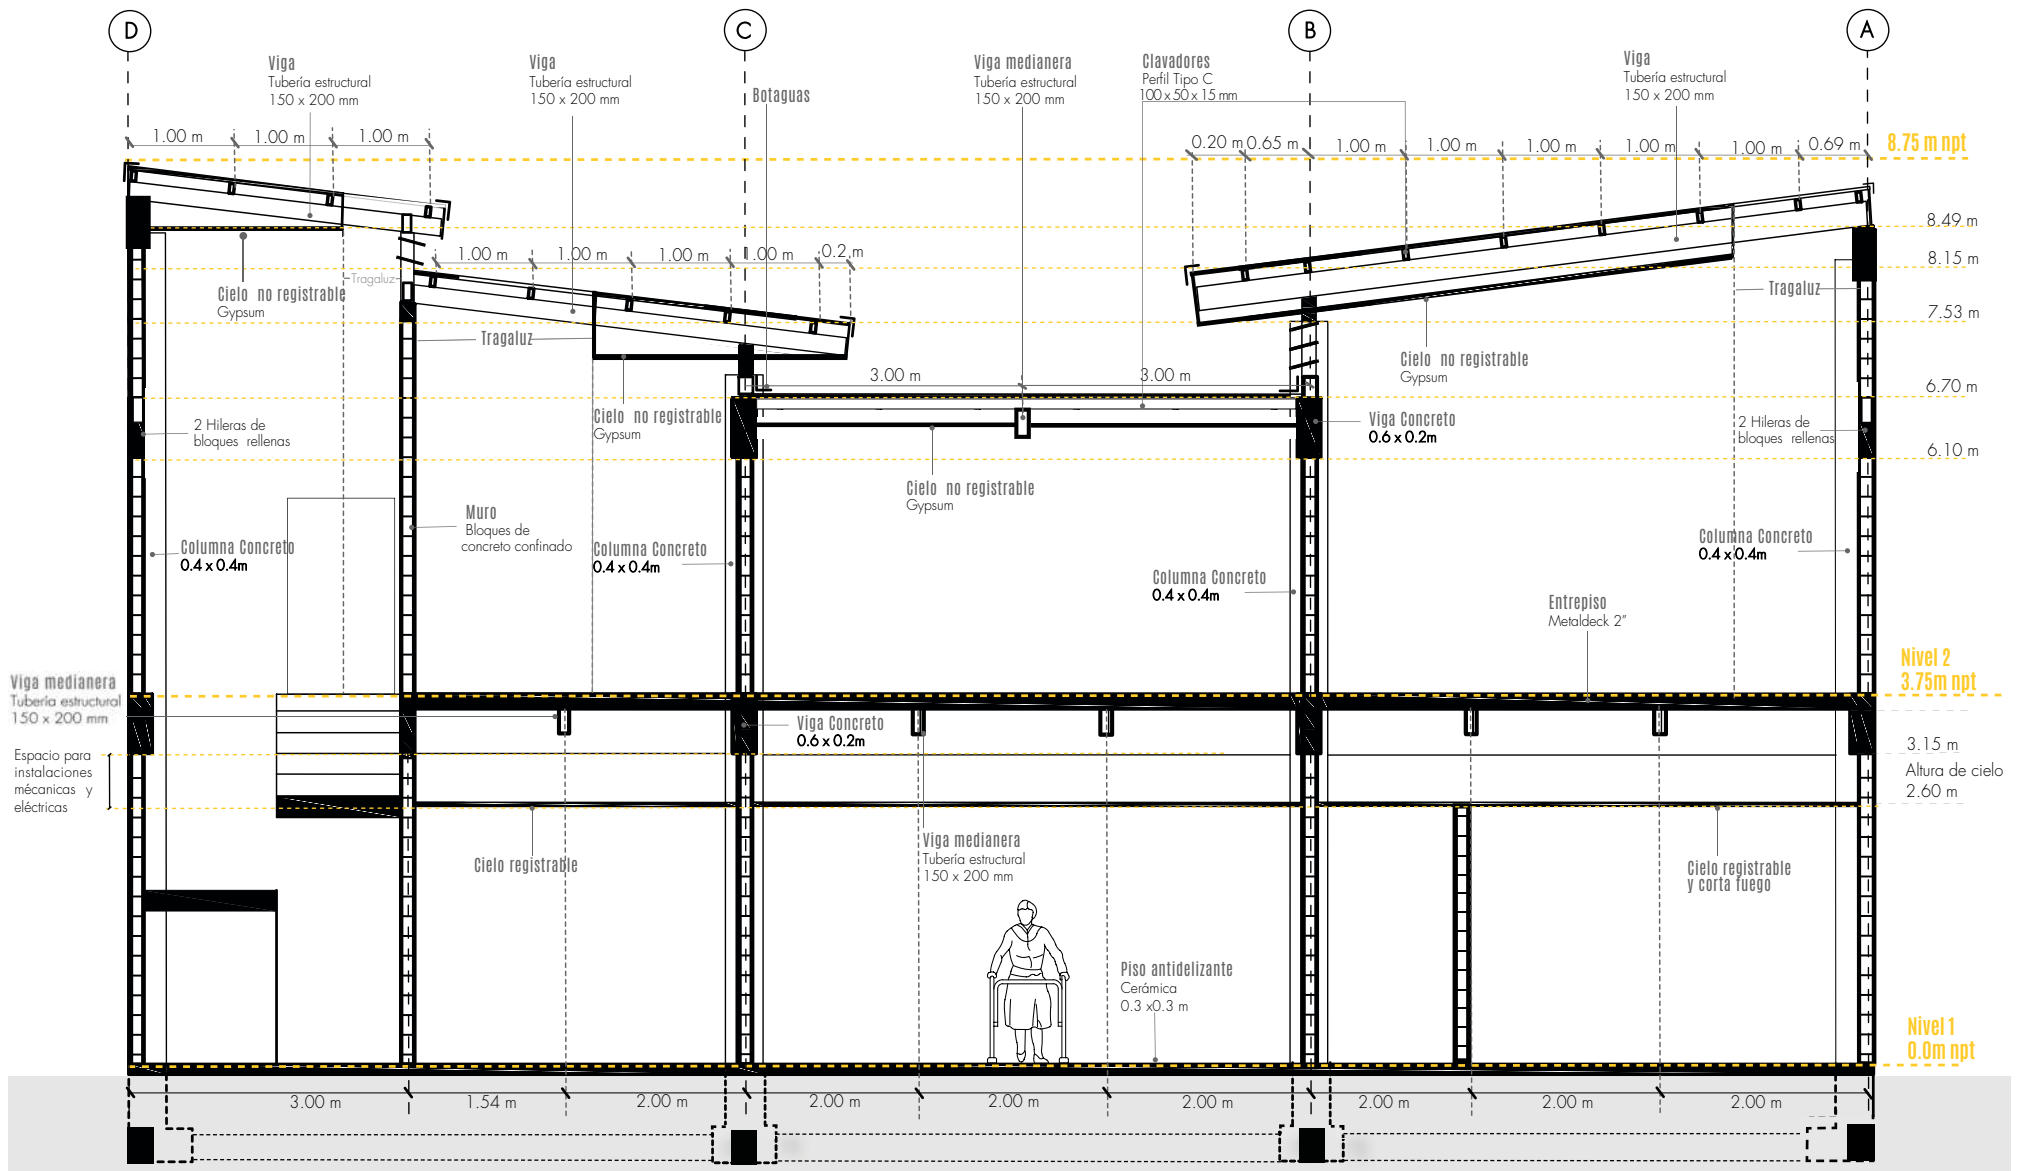 D
C
B
A
Viga
Tubería estructural
150 x 200 mm
Viga
Tubería estructural
150 x 200 mm
Botaguas
Viga medianera
Tubería estructural
150 x 200 mm
Clavadores
Perfil Tipo C
100 x 50 x 15 mm
Viga
Tubería estructural
150 x 200 mm
1.00 m
1.00 m
1.00 m
0.20 m
0.65 m
1.00 m
1.00 m
1.00 m
1.00 m
1.00 m
0.69 m
8.75 m npt
8.49 m
8.15 m
7.53 m
6.70 m
6.10 m
1.00 m
1.00 m
1.00 m
1.00 m
0.2 m
Tragaluz
Cielo no registrable
Gypsum
Tragaluz
Tragaluz
Cielo no registrable
Gypsum
3.00 m
3.00 m
Cielo no registrable
Gypsum
Viga Concreto
0.6 x 0.2m
2 Hileras de
bloques rellenas
2 Hileras de
bloques rellenas
Cielo no registrable
Gypsum
Muro
Bloques de
concreto confinado
Columna Concreto
0.4 x 0.4m
Columna Concreto
0.4 x 0.4m
Columna Concreto
0.4 x 0.4m
Columna Concreto
0.4 x 0.4m
Entrepiso
Metaldeck 2"
Nivel 2
3.75m npt
Viga medianera
Tubería estructural
150 x 200 mm
Viga Concreto
0.6 x 0.2m
Espacio para
instalaciones
mécanicas y
eléctricas
3.15 m
Altura de cielo
2.60 m
Cielo registrable
Viga medianera
Tubería estructural
150 x 200 mm
Cielo registrable
y corta fuego
Piso antidelizante
Cerámica
0.3 x0.3 m
Nivel 1
0.0m npt
3.00 m
1.54 m
2.00 m
2.00 m
2.00 m
2.00 m
2.00 m
2.00 m
2.00 m